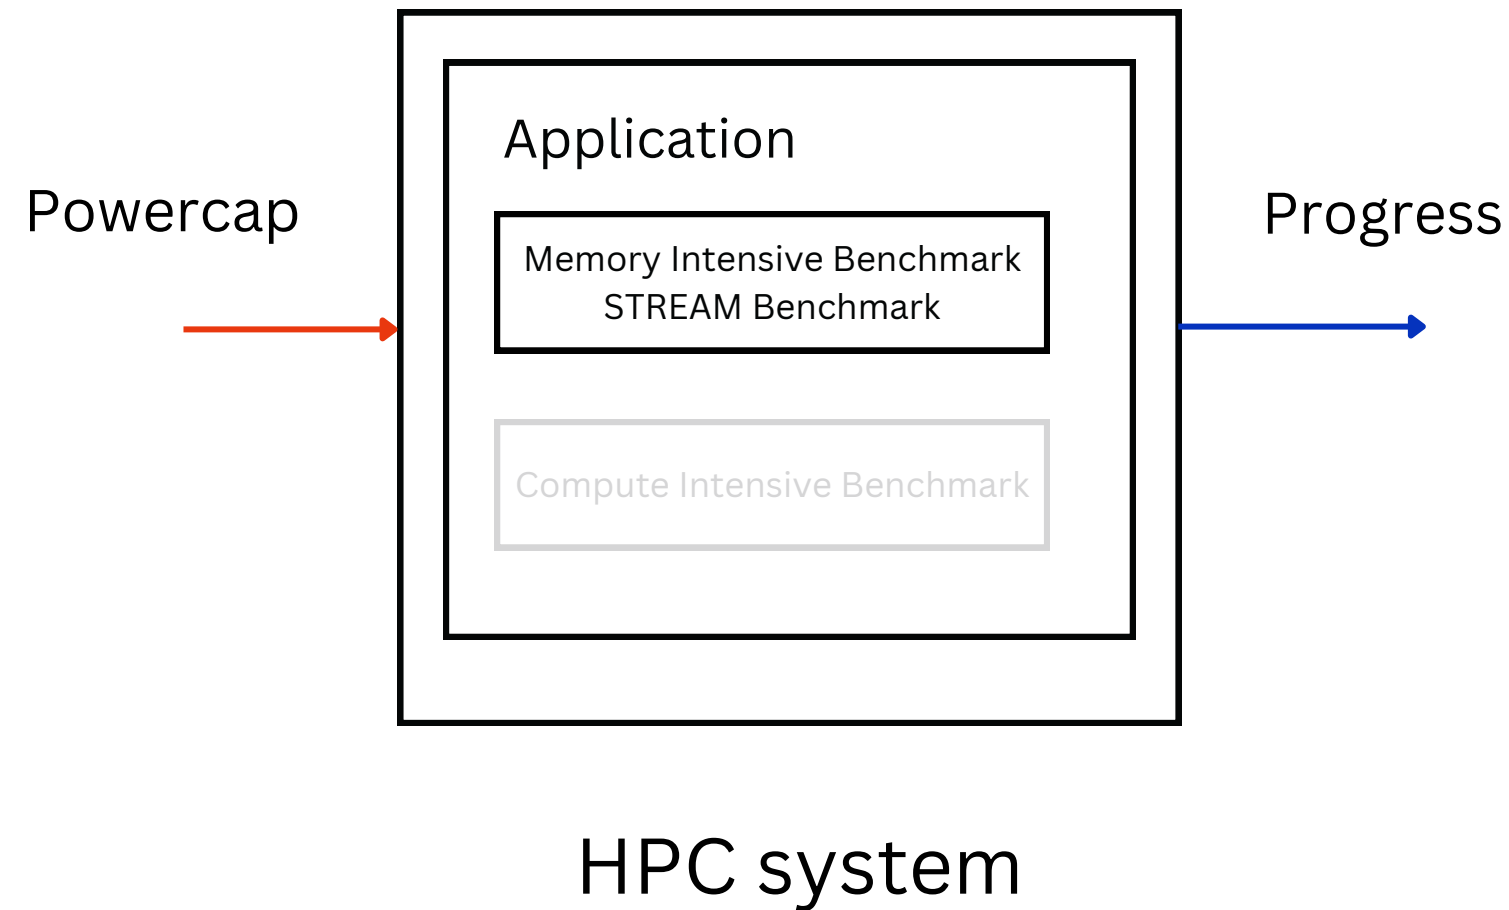 Application
Powercap
Progress
Memory Intensive Benchmark
STREAM Benchmark
Compute Intensive Benchmark
HPC system